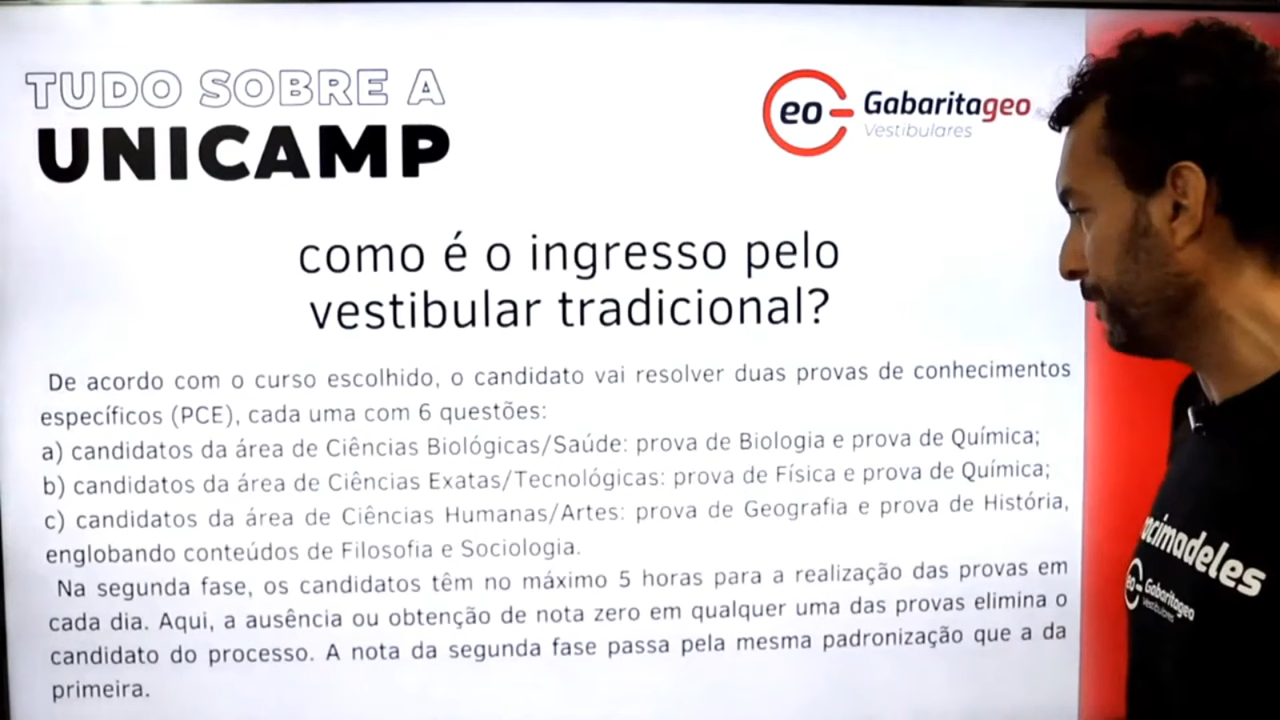 TUDO SOBRE A
UNICAMP
eo
Gabaritageo
Vestibulares
como é o ingresso pelo
vestibular tradicional?
De acordo com o curso escolhido, o candidato vai resolver duas provas de conhecimentos
específicos (PCE), cada uma com 6 questões:
a) candidatos da área de Ciências Biológicas/Saúde: prova de Biologia e prova de Química;
b) candidatos da área de Ciências Exatas/Tecnológicas: prova de Física e prova de Química;
c) candidatos da área de Ciências Humanas/Artes: prova de Geografia e prova de História,
englobando conteúdos de Filosofia e Sociologia.
Na segunda fase, os candidatos têm no máximo 5 horas para a realização das provas em
cada dia. Aqui, a ausência ou obtenção de nota zero em qualquer uma das provas elimina o
candidato do processo. A nota da segunda fase passa pela mesma padronização que a da
primeira.
ocimadeles
eo
Gabaritageo
Vestibulares